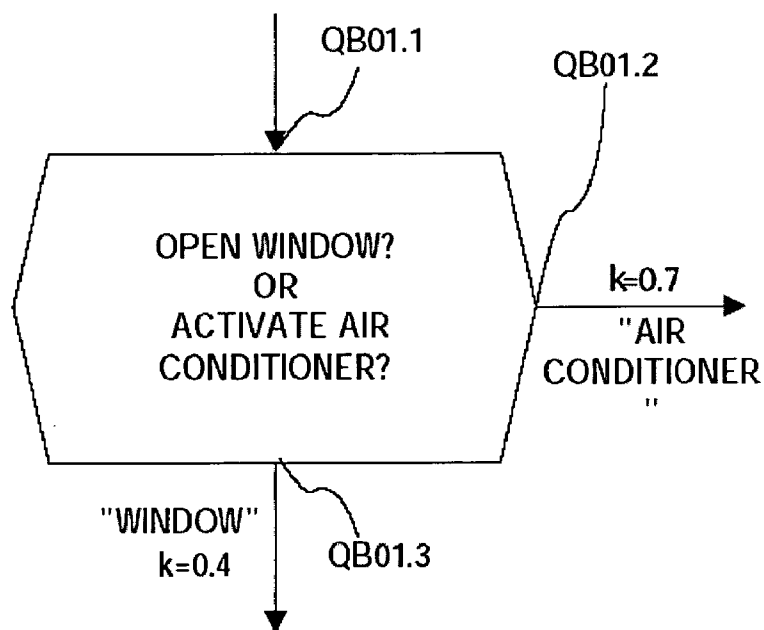 QB01.1
QB01.2
OPEN WINDOW?
OR
ACTIVATE AIR
CONDITIONER?
k=0.7
"AIR
CONDITIONER
"
"WINDOW"
k=0.4
QB01.3